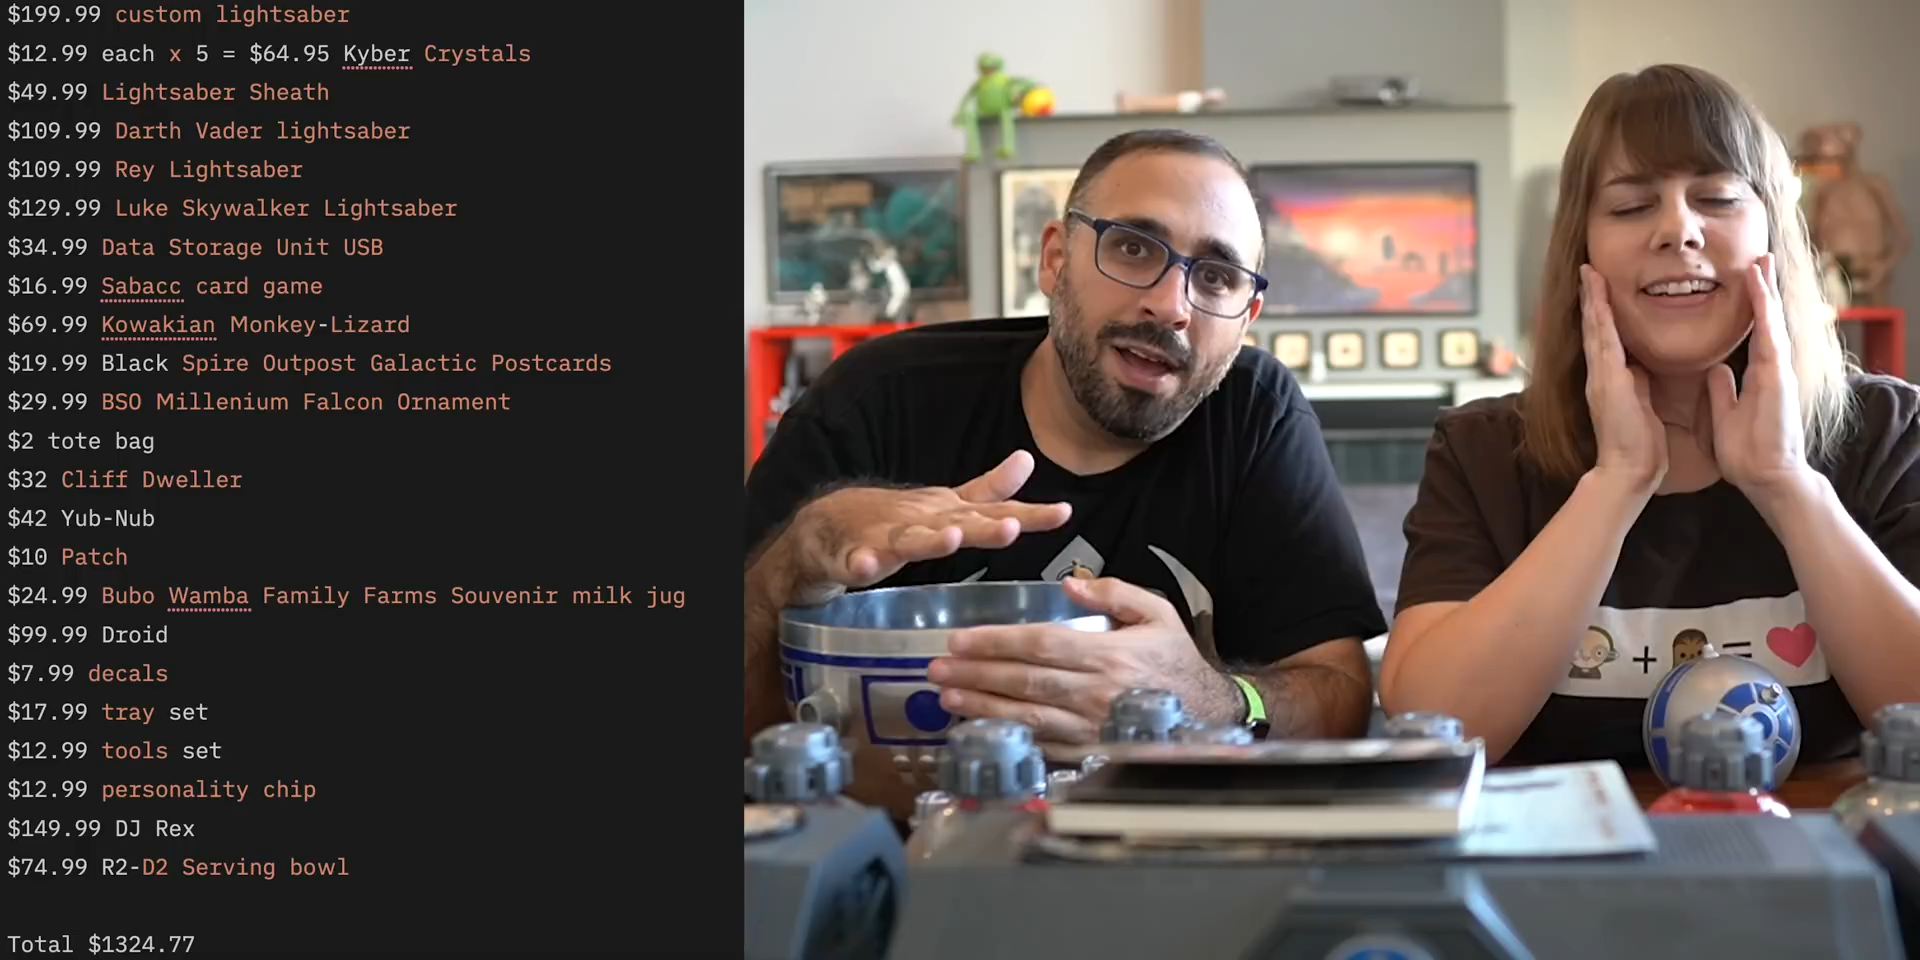 $199.99 custom lightsaber
$12.99 each x 5 = $64.95 Kyber Crystals
$49.99 Lightsaber Sheath
$109.99 Darth Vader lightsaber
$109.99 Rey Lightsaber
$129.99 Luke Skywalker Lightsaber
$34.99 Data Storage Unit USB
$16.99 Sabacc card game
$69.99 Kowakian Monkey-Lizard
$19.99 Black Spire Outpost Galactic Postcards
$29.99 BSO Millenium Falcon Ornament
$2 tote bag
$32 Cliff Dweller
$42 Yub-Nub
$10 Patch
$24.99 Bubo Wamba Family Farms Souvenir milk jug
$99.99 Droid
$7.99 decals
$17.99 tray set
$12.99 tools set
$12.99 personality chip
$149.99 DJ Rex
$74.99 R2-D2 Serving bowl
Total $1324.77
+ =